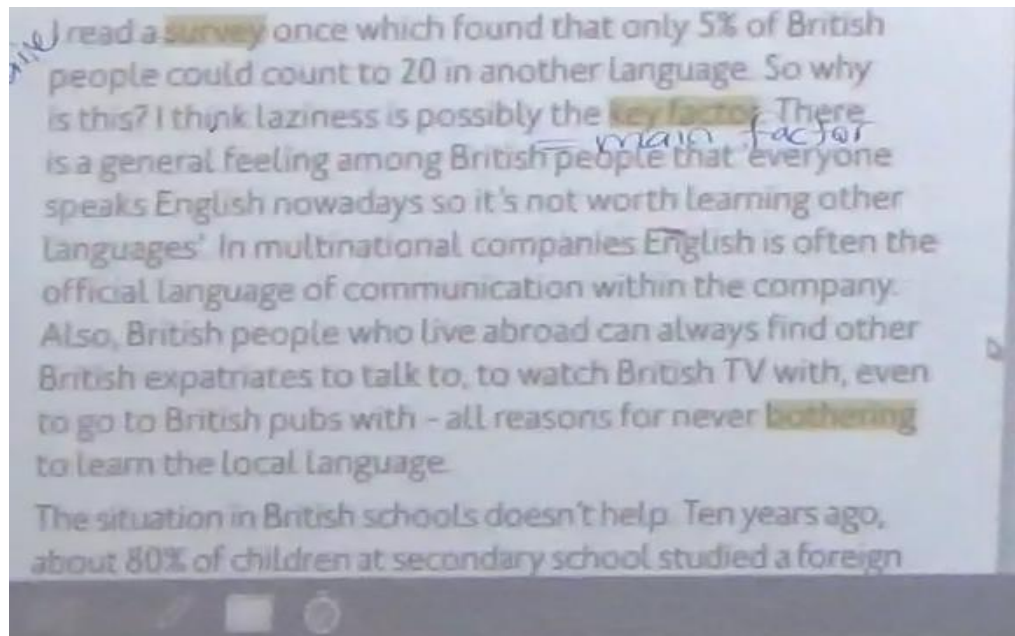 I read a survey once which found that only 5% of British
people could count to 20 in another language. So why
is this? I think laziness is possibly the key factor. There
= main factor
is a general feeling among British people that 'everyone
speaks English nowadays so it's not worth learning other
languages'. In multinational companies English is often the
official language of communication within the company.
Also, British people who live abroad can always find other
British expatriates to talk to, to watch British TV with, even
to go to British pubs with – all reasons for never bothering
to learn the local language.
The situation in British schools doesn't help. Ten years ago,
about 80% of children at secondary school studied a foreign